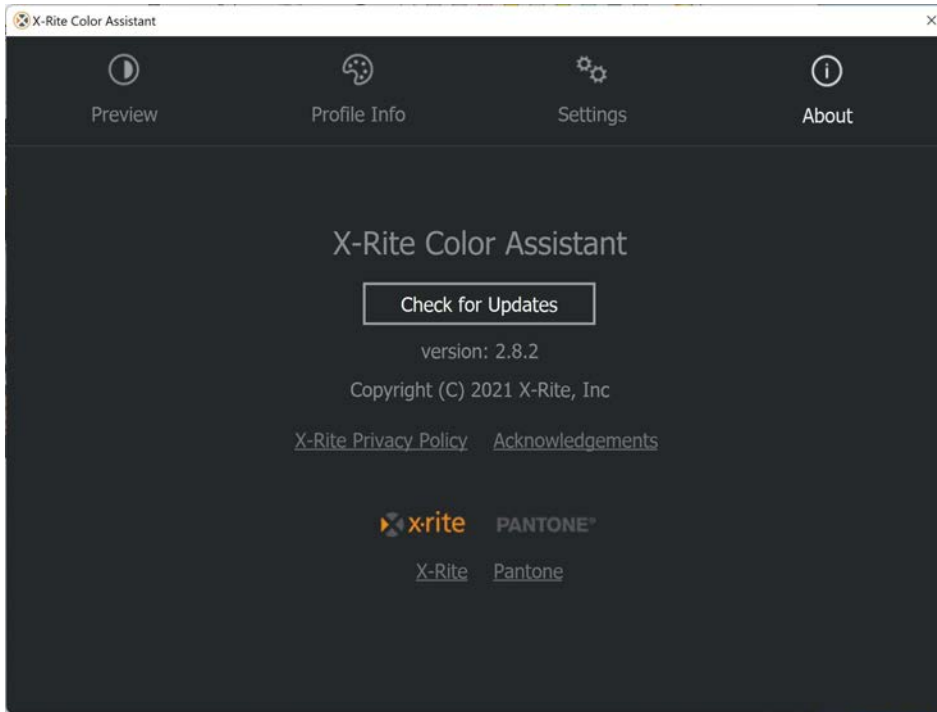 X-Rite Color Assistant
Preview Profile Info Settings About
X-Rite Color Assistant
Check for Updates
version: 2.8.2
Copyright (C) 2021 X-Rite, Inc
X-Rite Privacy Policy Acknowledgements
x·rite PANTONE®
X-Rite Pantone